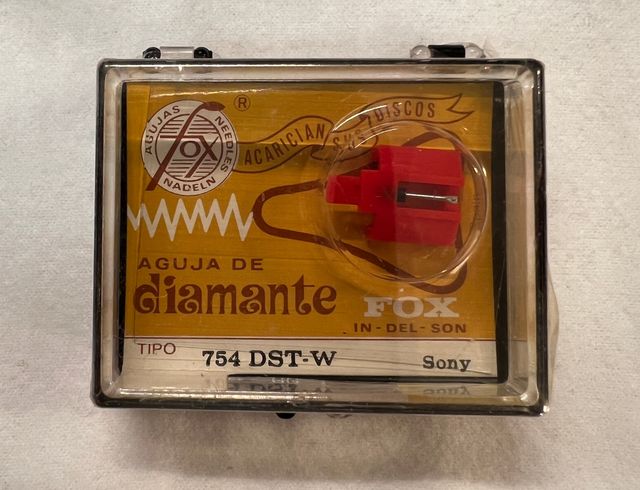 AGUJAS NEEDLES
fox
NADELN
®
ACARICIAN SUS DISCOS
AGUJA DE
diamante
FOX
IN-DEL-SON
TIPO
754 DST-W Sony